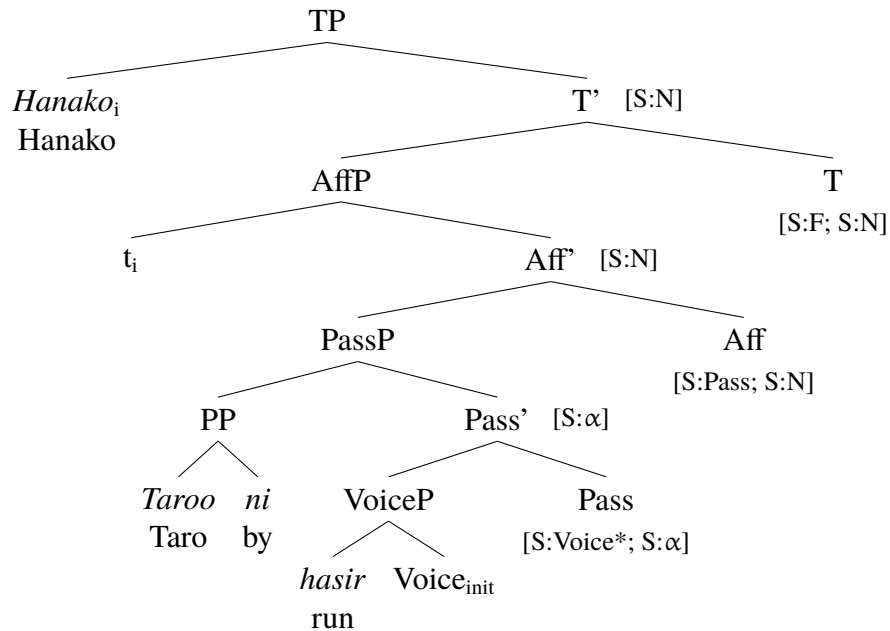 TP
Hanakoᵢ T’ [S:N]
Hanako
AffP T
[S:F; S:N]
tᵢ Aff’ [S:N]
PassP Aff
[S:Pass; S:N]
PP Pass’ [S:α]
Taroo ni VoiceP Pass
Taro by [S:Voice*; S:α]
hasir Voiceinit
run